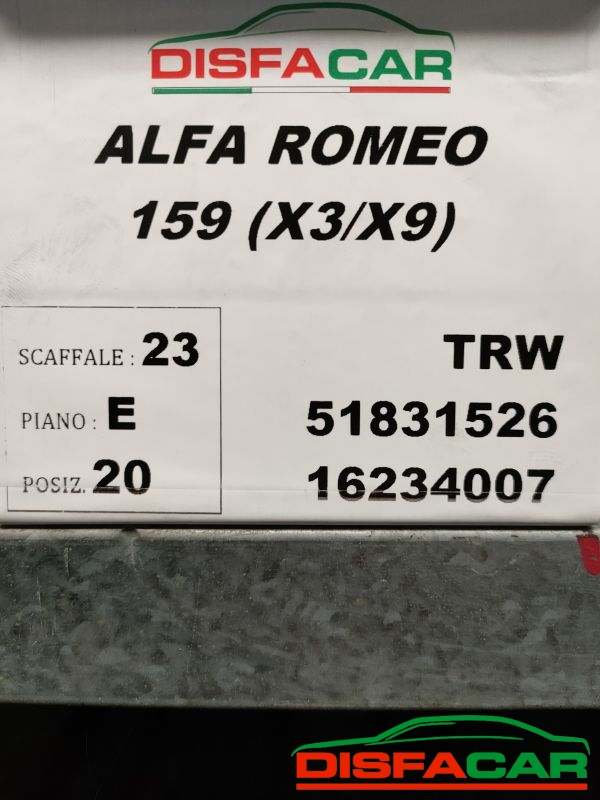 DISFACAR
ALFA ROMEO
159 (X3/X9)
SCAFFALE : 23
PIANO : E
POSIZ. 20
TRW
51831526
16234007
DISFACAR